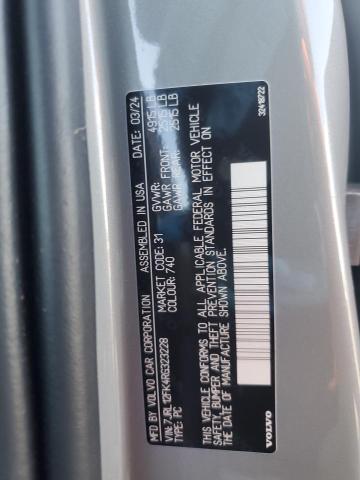 MFD BY VOLVO CAR CORPORATION ASSEMBLED IN USA DATE: 03/24
VIN: 7JRL12FK4RG323228 GVWR: 4915 LB
TYPE: PC MARKET CODE: 31 GAWR FRONT: 2515 LB
COLOUR: 740 GAWR REAR: 2515 LB
VEHICLE CONFORMS TO ALL APPLICABLE FEDERAL MOTOR VEHICLE
SAFETY, BUMPER AND THEFT PREVENTION STANDARDS IN EFFECT ON
THE DATE OF MANUFACTURE SHOWN ABOVE.
VOLVO 32418722